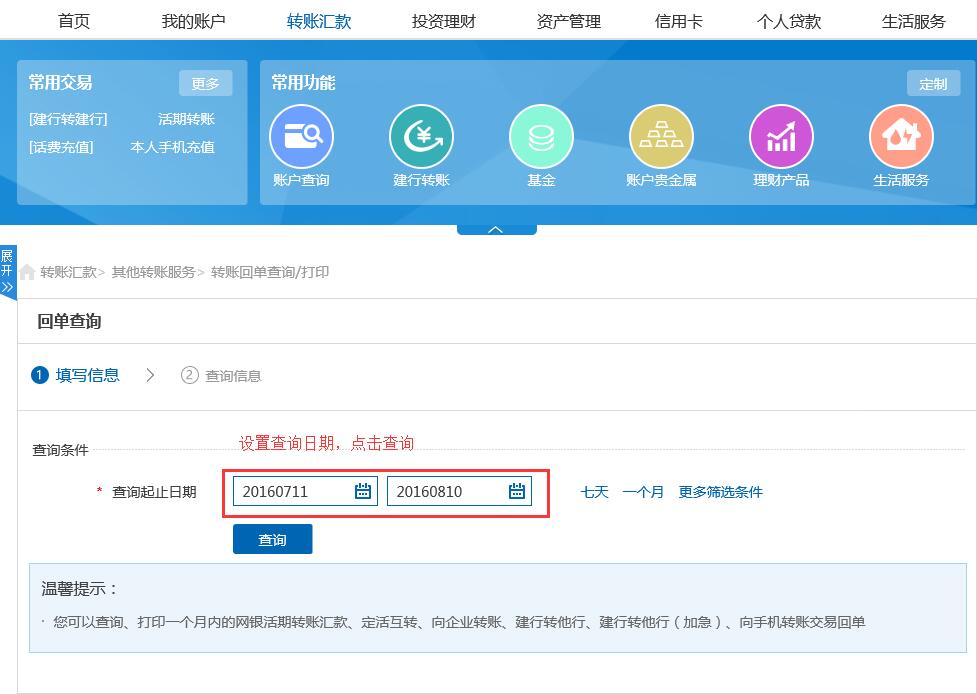 首页 我的账户 转账汇款 投资理财 资产管理 信用卡 个人贷款 生活服务
常用交易 更多
[建行转建行] 活期转账
[话费充值] 本人手机充值
常用功能 定制
账户查询 建行转账 基金 账户贵金属 理财产品 生活服务
展开
转账汇款> 其他转账服务> 转账回单查询/打印
回单查询
1 填写信息 2 查询信息
设置查询日期，点击查询
查询条件
* 查询起止日期 20160711 20160810 七天 一个月 更多筛选条件
查询
温馨提示：
· 您可以查询、打印一个月内的网银活期转账汇款、定活互转、向企业转账、建行转他行、建行转他行（加急）、向手机转账交易回单